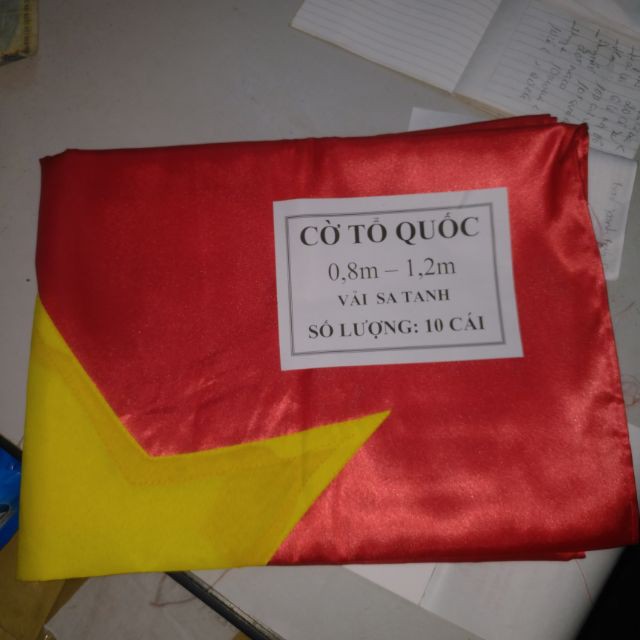 CỜ TỔ QUỐC
0,8m – 1,2m
VẢI SA TANH
SỐ LƯỢNG: 10 CÁI